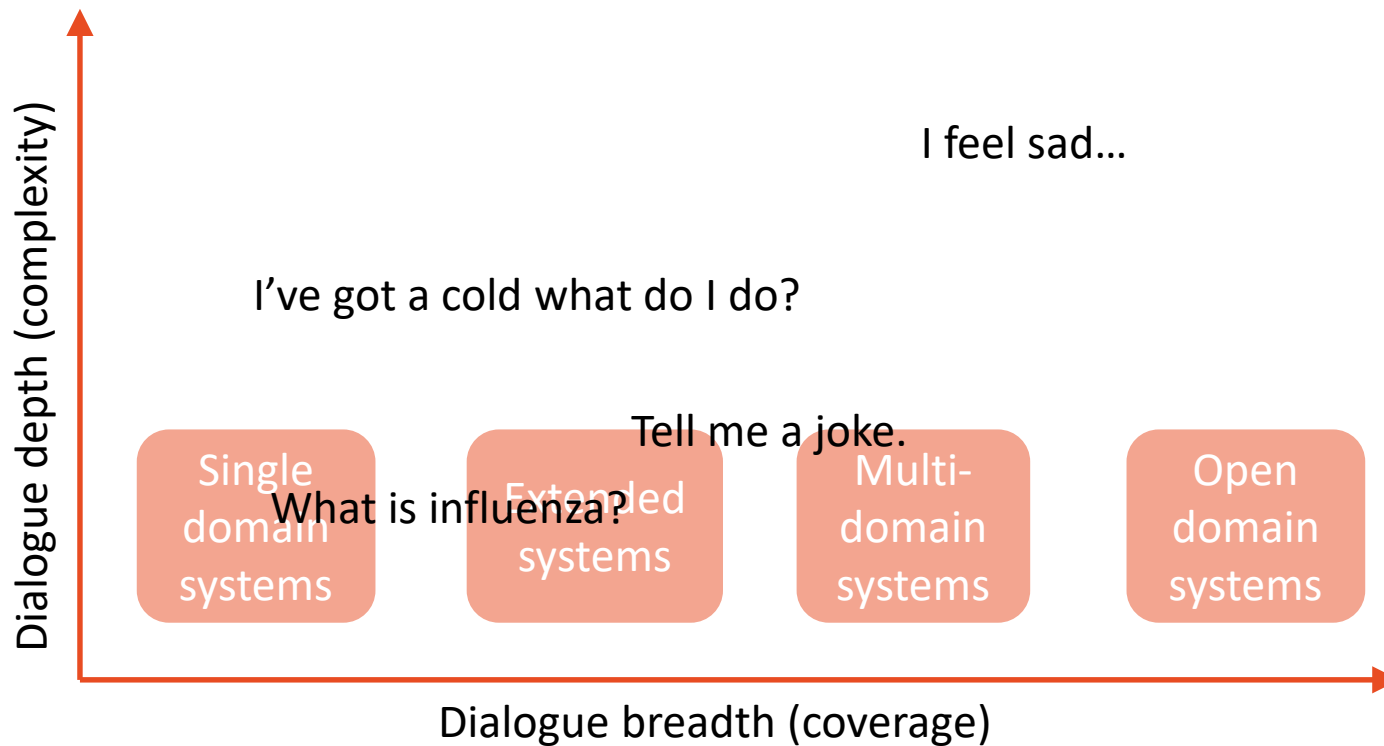 Dialogue depth (complexity)
I feel sad...
I've got a cold what do I do?
Tell me a joke.
What is influenza?
Single
domain
systems
Extended
systems
Multi-
domain
systems
Open
domain
systems
Dialogue breadth (coverage)